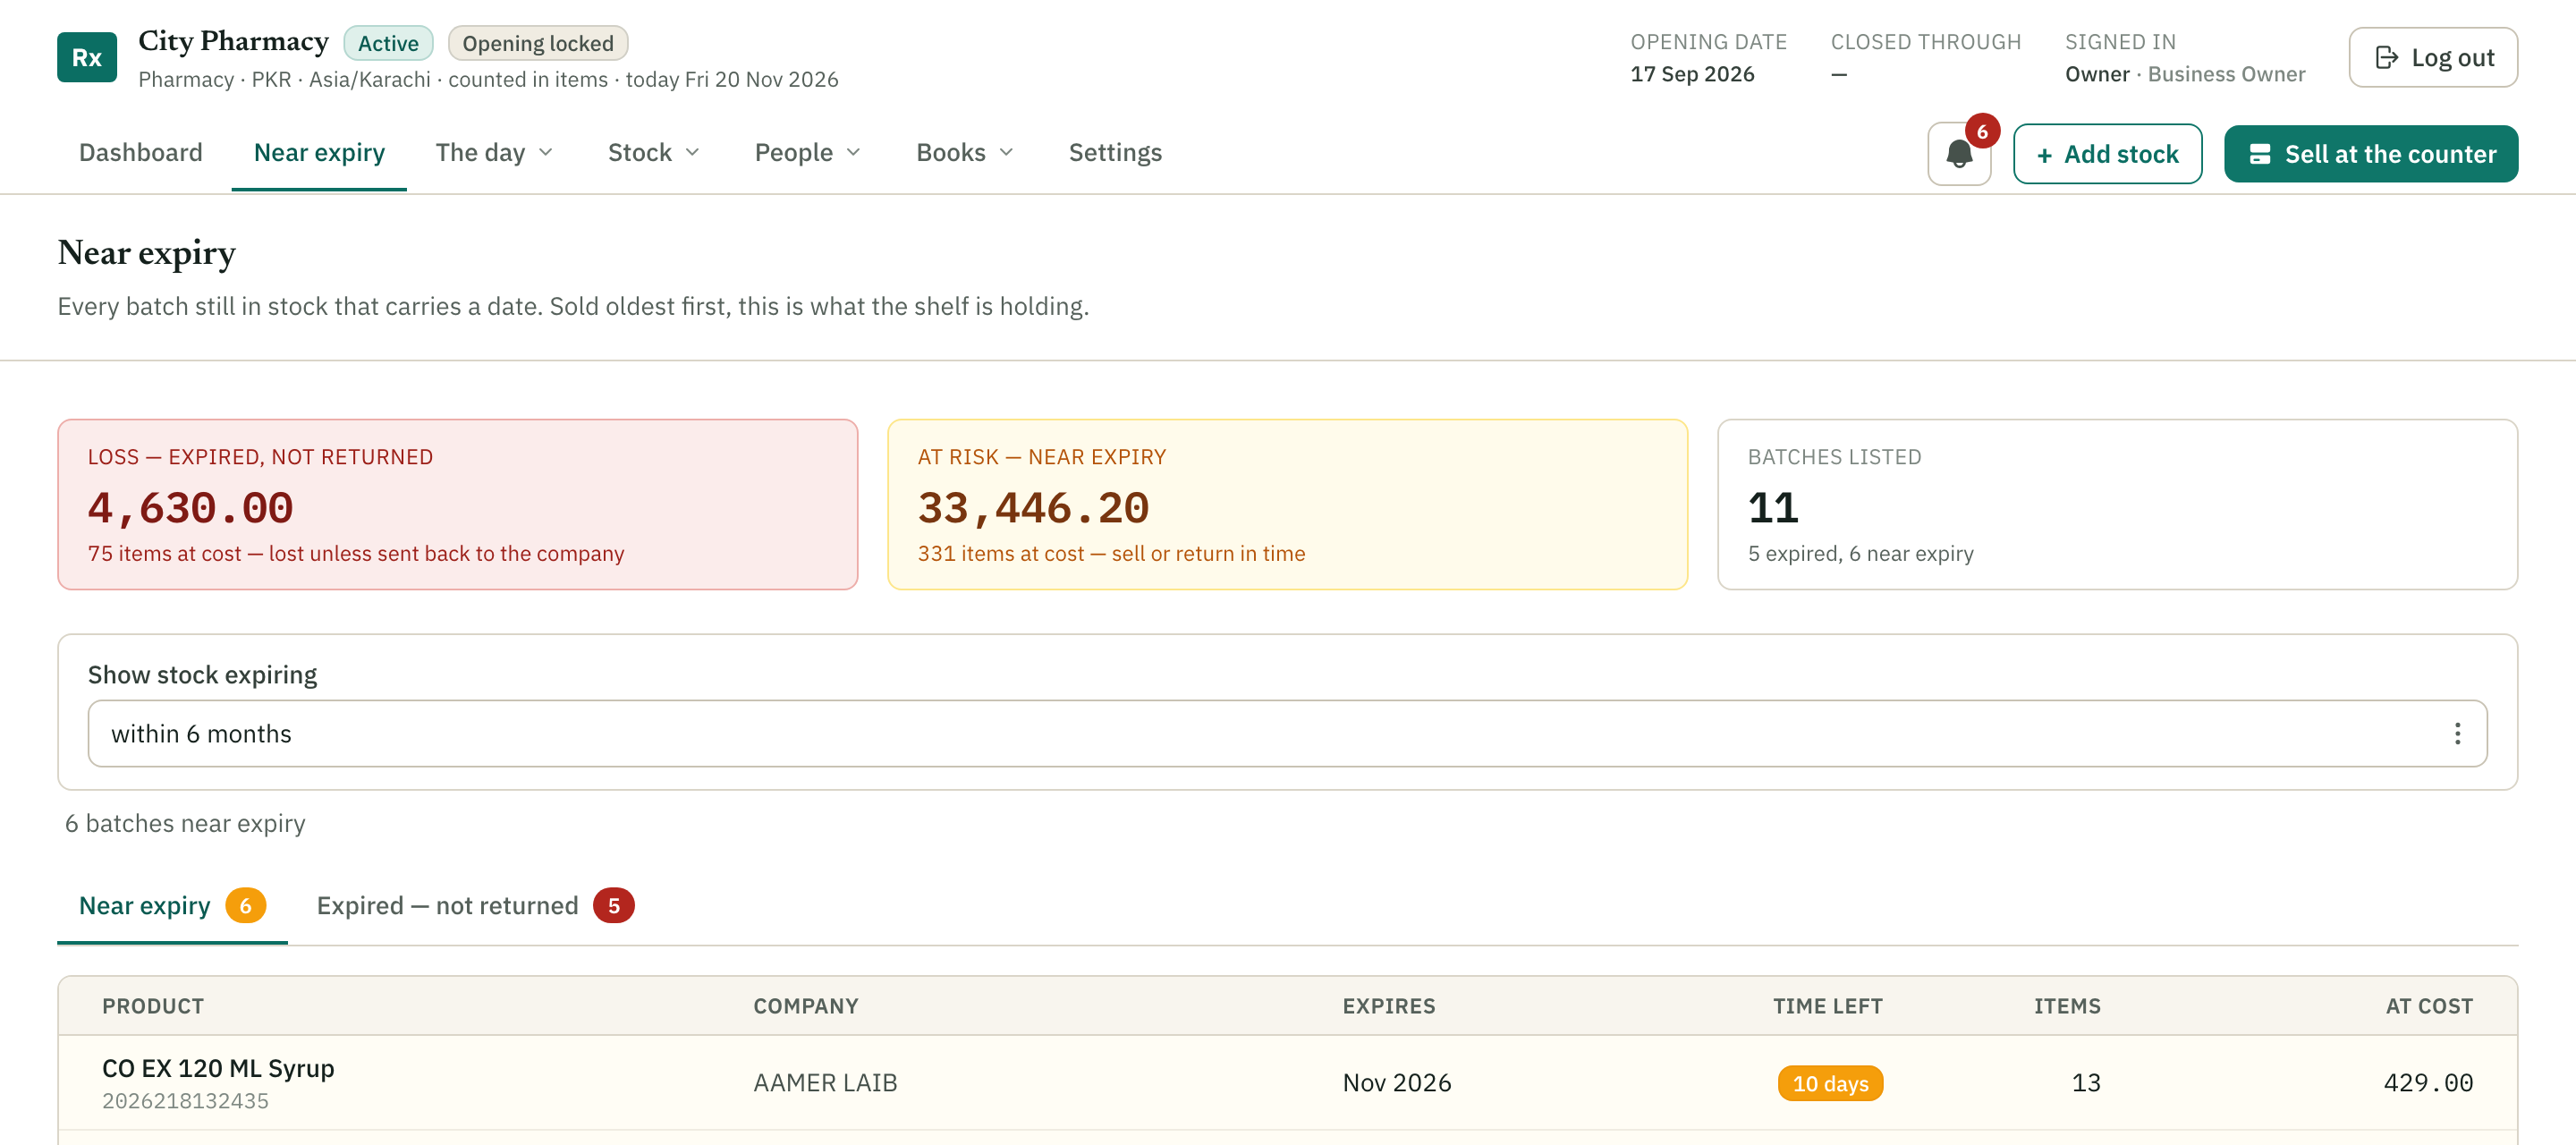 Rx
City Pharmacy Active Opening locked
Pharmacy · PKR · Asia/Karachi · counted in items · today Fri 20 Nov 2026
OPENING DATE
17 Sep 2026
CLOSED THROUGH
—
SIGNED IN
Owner · Business Owner
Log out
Dashboard Near expiry The day Stock People Books Settings
6
+ Add stock
Sell at the counter
Near expiry
Every batch still in stock that carries a date. Sold oldest first, this is what the shelf is holding.
LOSS — EXPIRED, NOT RETURNED
4,630.00
75 items at cost — lost unless sent back to the company
AT RISK — NEAR EXPIRY
33,446.20
331 items at cost — sell or return in time
BATCHES LISTED
11
5 expired, 6 near expiry
Show stock expiring
within 6 months
6 batches near expiry
Near expiry 6 Expired — not returned 5
PRODUCT COMPANY EXPIRES TIME LEFT ITEMS AT COST
CO EX 120 ML Syrup AAMER LAIB Nov 2026 10 days 13 429.00
2026218132435